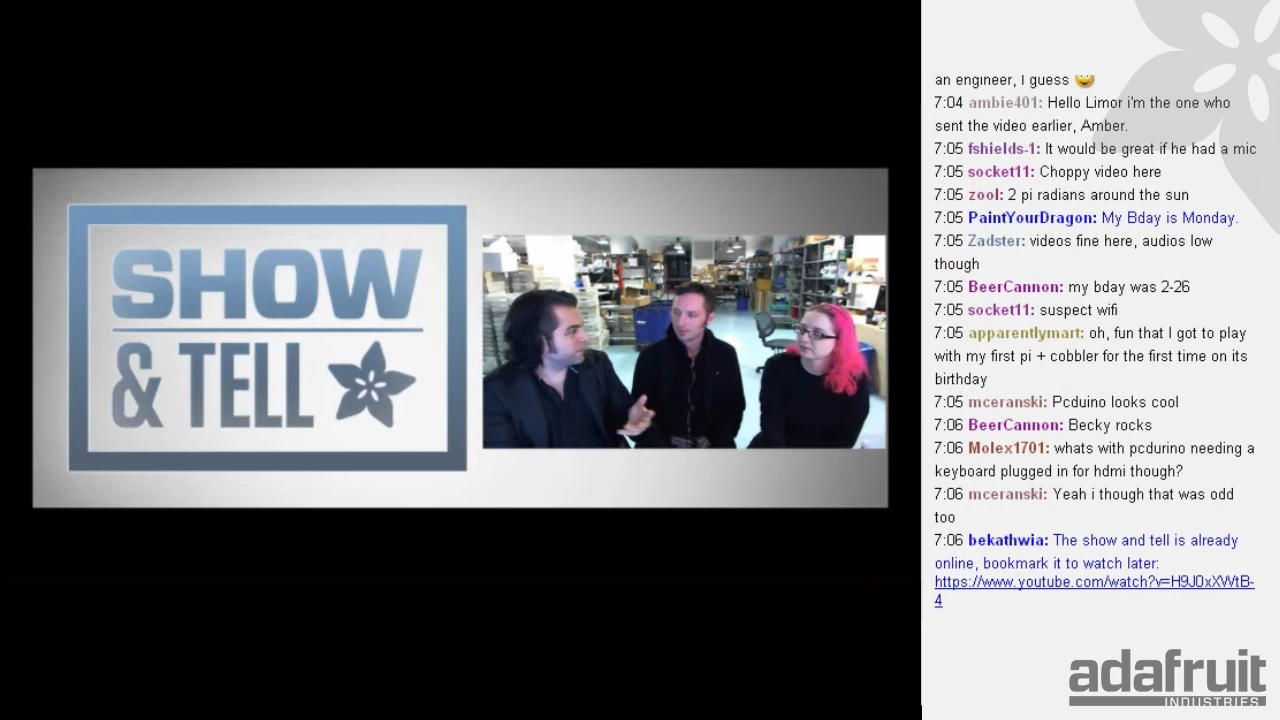 SHOW
& TELL
an engineer, I guess
7:04 ambie401: Hello Limor i'm the one who
sent the video earlier, Amber.
7:05 fshields-1: It would be great if he had a mic
7:05 socket11: Choppy video here
7:05 zool: 2 pi radians around the sun
7:05 PaintYourDragon: My Bday is Monday.
7:05 Zadster: videos fine here, audios low
though
7:05 BeerCannon: my bday was 2-26
7:05 socket11: suspect wifi
7:05 apparentlymart: oh, fun that I got to play
with my first pi + cobbler for the first time on its
birthday
7:05 mceranski: Pcduino looks cool
7:06 BeerCannon: Becky rocks
7:06 Molex1701: whats with pcdurino needing a
keyboard plugged in for hdmi though?
7:06 mceranski: Yeah i though that was odd
too
7:06 bekathwia: The show and tell is already
online, bookmark it to watch later:
https://www.youtube.com/watch?v=H9J0xXWtB-
4
adafruit
INDUSTRIES